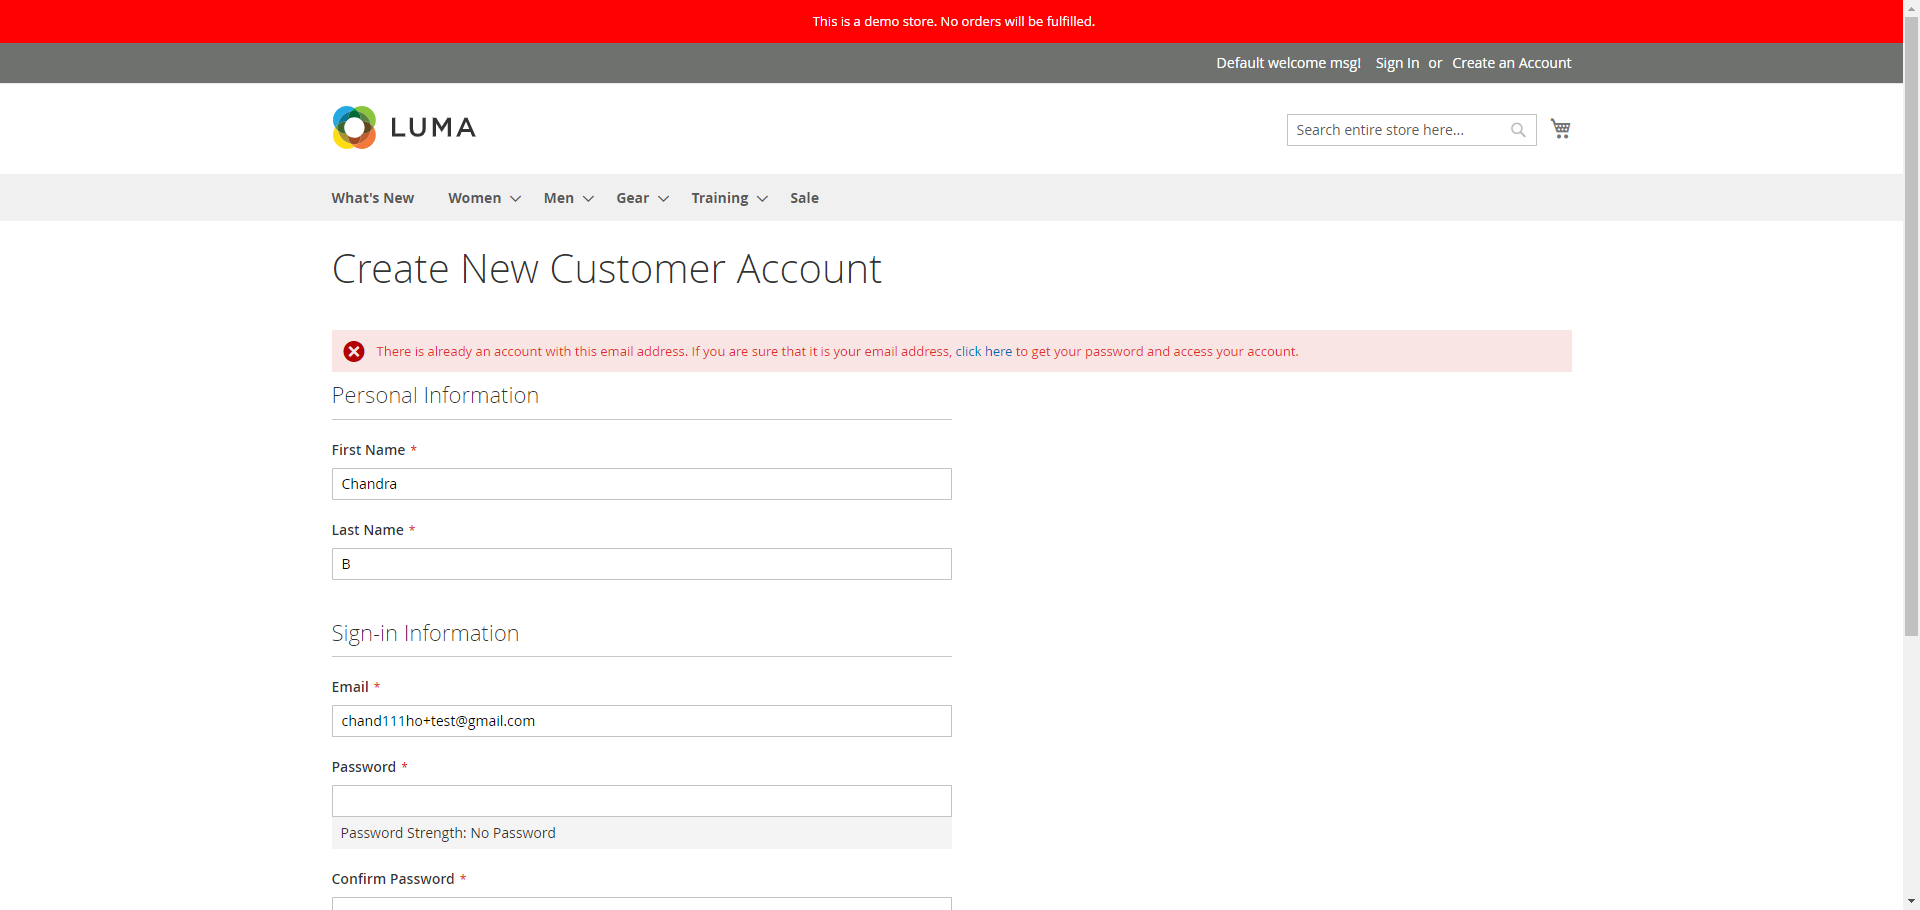 This is a demo store. No orders will be fulfilled.
Default welcome msg! Sign In or Create an Account
LUMA
Search entire store here...
What's New Women Men Gear Training Sale
Create New Customer Account
There is already an account with this email address. If you are sure that it is your email address, click here to get your password and access your account.
Personal Information
First Name *
Chandra
Last Name *
B
Sign-in Information
Email *
chand111ho+test@gmail.com
Password *
Password Strength: No Password
Confirm Password *